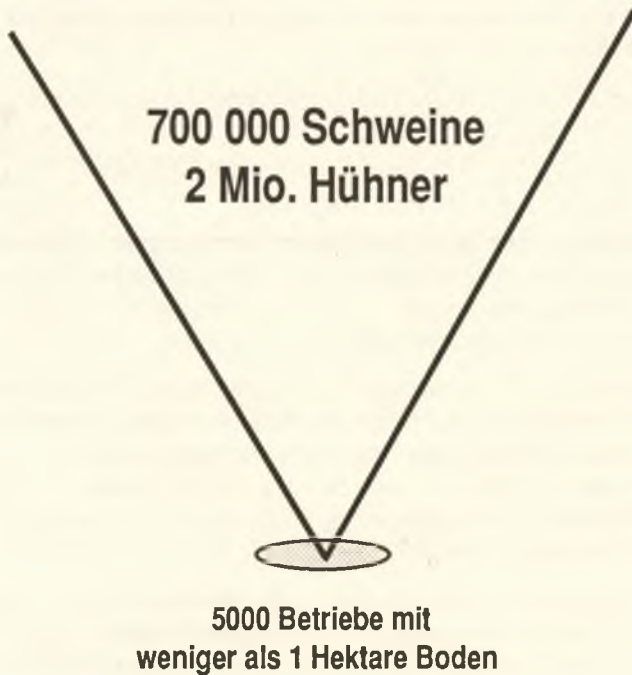 700 000 Schweine
2 Mio. Hühner
5000 Betriebe mit
weniger als 1 Hektare Boden